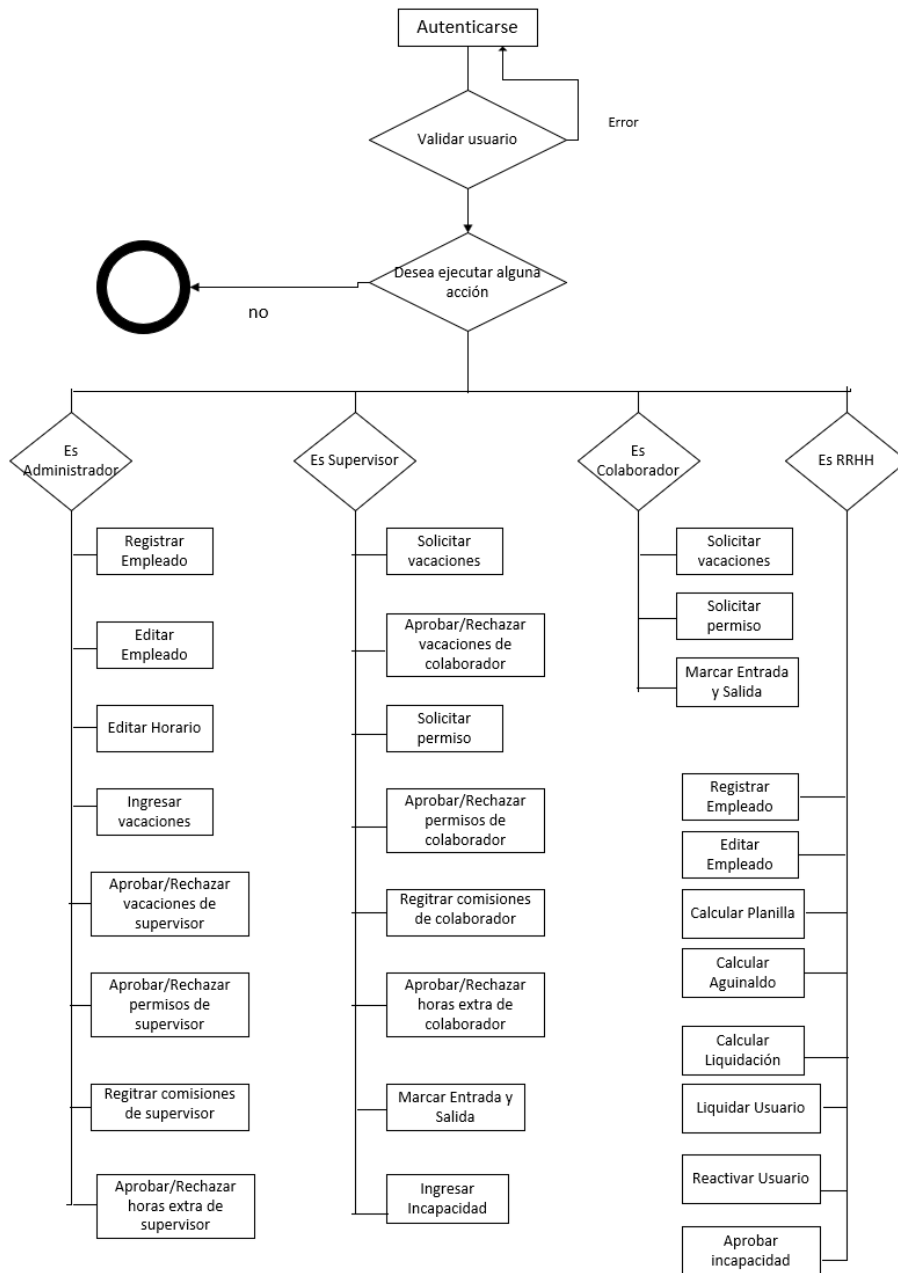 Autenticarse
Error
Validar usuario
Desea ejecutar alguna
acción
no
Es
Administrador
Es Supervisor
Es
Colaborador
Es RRHH
Registrar
Empleado
Editar
Empleado
Editar Horario
Ingresar
vacaciones
Aprobar/Rechazar
vacaciones de
supervisor
Aprobar/Rechazar
permisos de
supervisor
Regitrar comisiones
de supervisor
Aprobar/Rechazar
horas extra de
supervisor
Solicitar
vacaciones
Aprobar/Rechazar
vacaciones de
colaborador
Solicitar
permiso
Aprobar/Rechazar
permisos de
colaborador
Regitrar comisiones
de colaborador
Aprobar/Rechazar
horas extra de
colaborador
Marcar Entrada y
Salida
Ingresar
Incapacidad
Solicitar
vacaciones
Solicitar
permiso
Marcar Entrada
y Salida
Registrar
Empleado
Editar
Empleado
Calcular Planilla
Calcular
Aguinaldo
Calcular
Liquidación
Liquidar Usuario
Reactivar Usuario
Aprobar
incapacidad